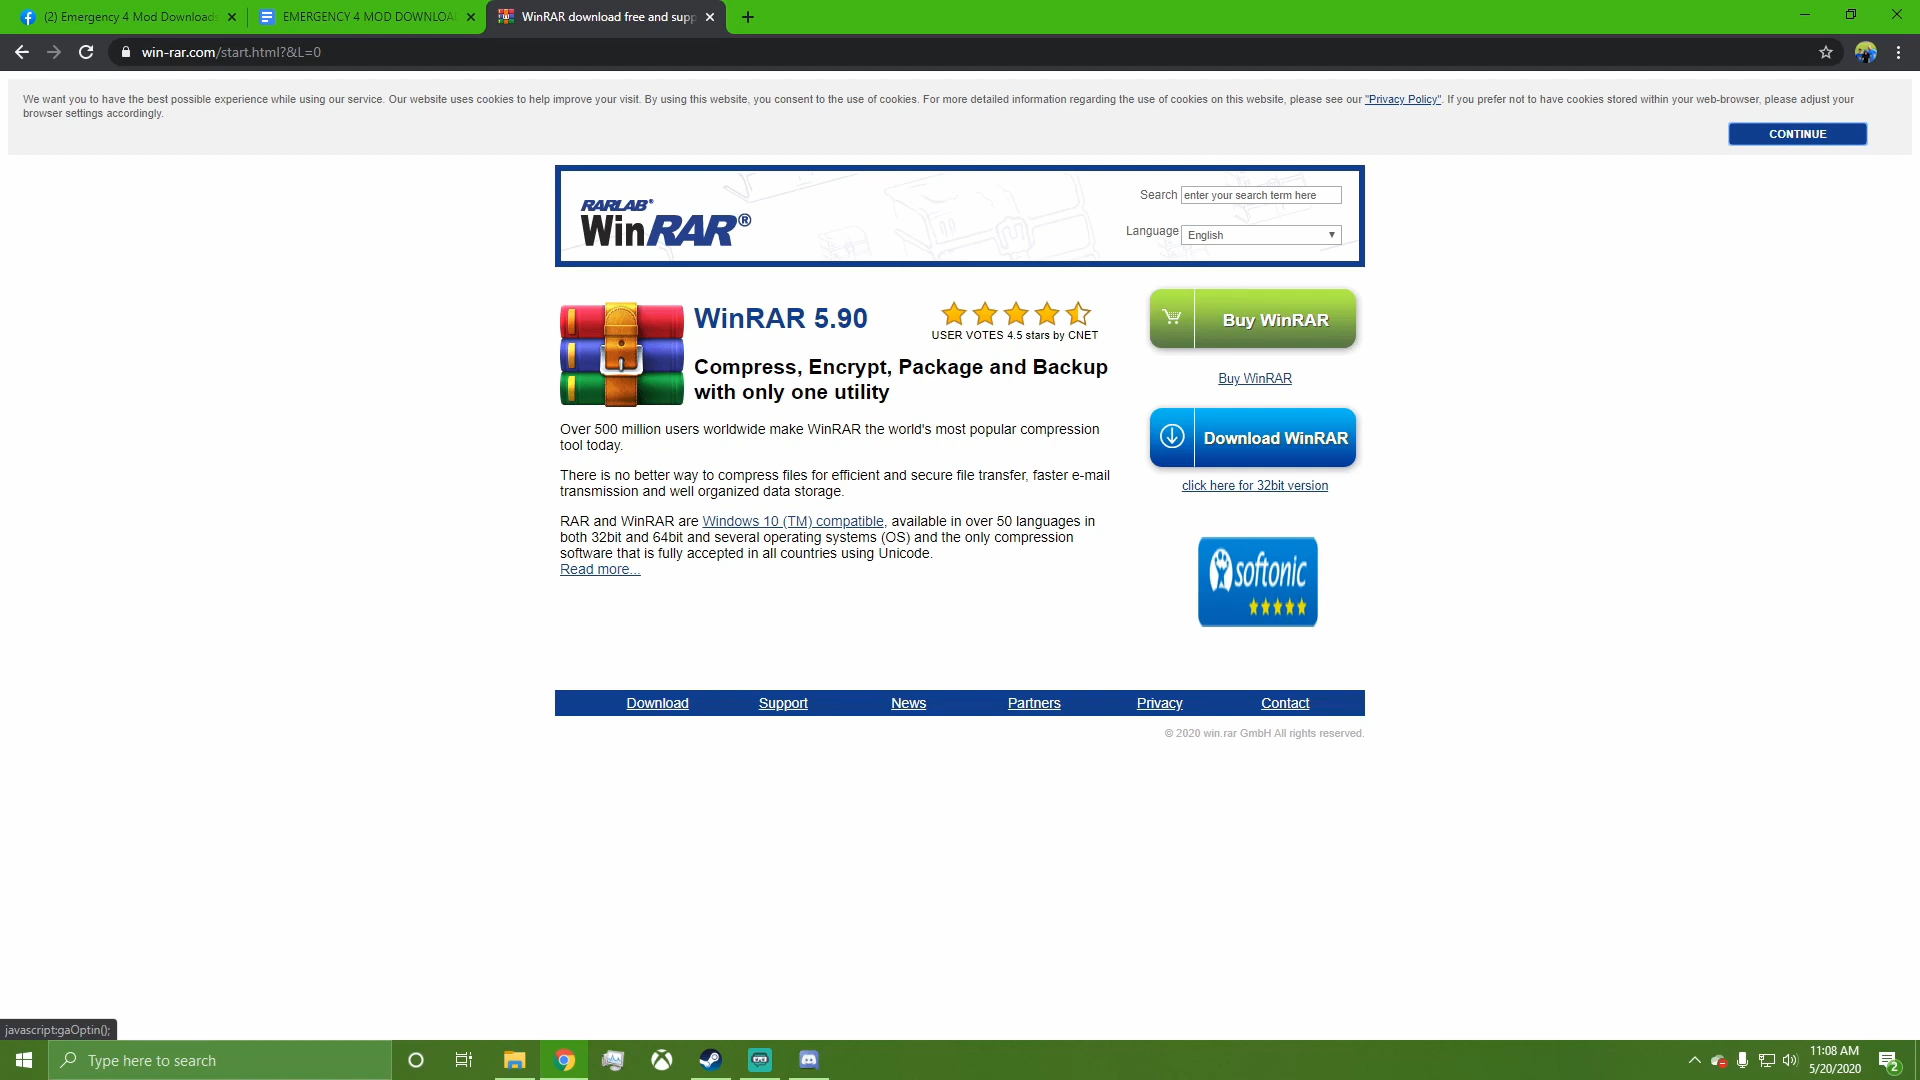 (2) Emergency 4 Mod Downloads
EMERGENCY 4 MOD DOWNLOA
WinRAR download free and supp
win-rar.com/start.html?&L=0
We want you to have the best possible experience while using our service. Our website uses cookies to help improve your visit. By using this website, you consent to the use of cookies. For more detailed information regarding the use of cookies on this website, please see our "Privacy Policy". If you prefer not to have cookies stored within your web-browser, please adjust your
browser settings accordingly.
CONTINUE
RARLAB®
WinRAR®
Search enter your search term here
Language English
WinRAR 5.90
USER VOTES 4.5 stars by CNET
Compress, Encrypt, Package and Backup
with only one utility
Over 500 million users worldwide make WinRAR the world's most popular compression
tool today.
There is no better way to compress files for efficient and secure file transfer, faster e-mail
transmission and well organized data storage.
RAR and WinRAR are Windows 10 (TM) compatible, available in over 50 languages in
both 32bit and 64bit and several operating systems (OS) and the only compression
software that is fully accepted in all countries using Unicode.
Read more...
Buy WinRAR
Buy WinRAR
Download WinRAR
click here for 32bit version
softonic
Download Support News Partners Privacy Contact
© 2020 win.rar GmbH All rights reserved.
javascript:gaOptin();
Type here to search
11:08 AM
5/20/2020
2